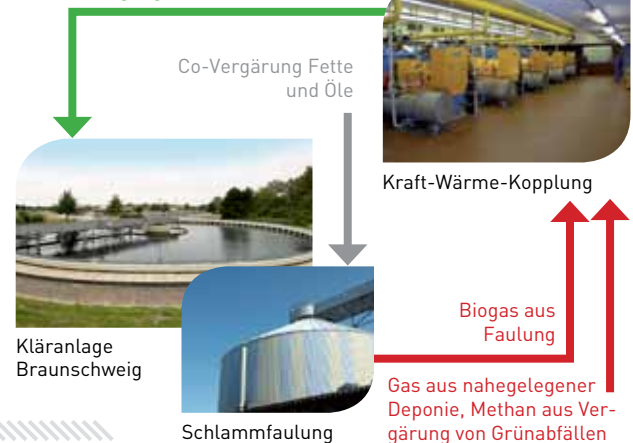 Co-Vergärung Fette
und Öle
Kraft-Wärme-Kopplung
Kläranlage
Braunschweig
Biogas aus
Faulung
Schlammfaulung
Gas aus nahegelegener
Deponie, Methan aus Ver-
gärung von Grünabfällen